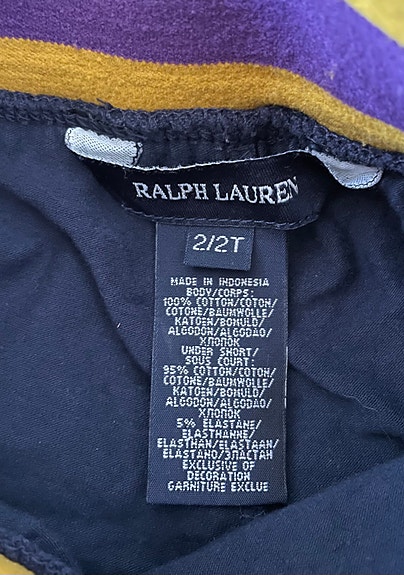 RALPH LAUREN
2/2T
MADE IN INDONESIA
BODY/CORPS:
100% COTTON/COTON/
COTONE/BAUMWOLLE/
KATOEN/BOMULD/
ALGODON/ALGODÃO/
ХЛОПОК
UNDER SHORT/
SOUS COURT:
95% COTTON/COTON/
COTONE/BAUMWOLLE/
KATOEN/BOMULD/
ALGODON/ALGODÃO/
ХЛОПОК
5% ELASTANE/
ELASTHANNE/
ELASTHAN/ELASTAAN/
ELASTANO/ЭЛАСТАН
EXCLUSIVE OF
DECORATION
GARNITURE EXCLUE